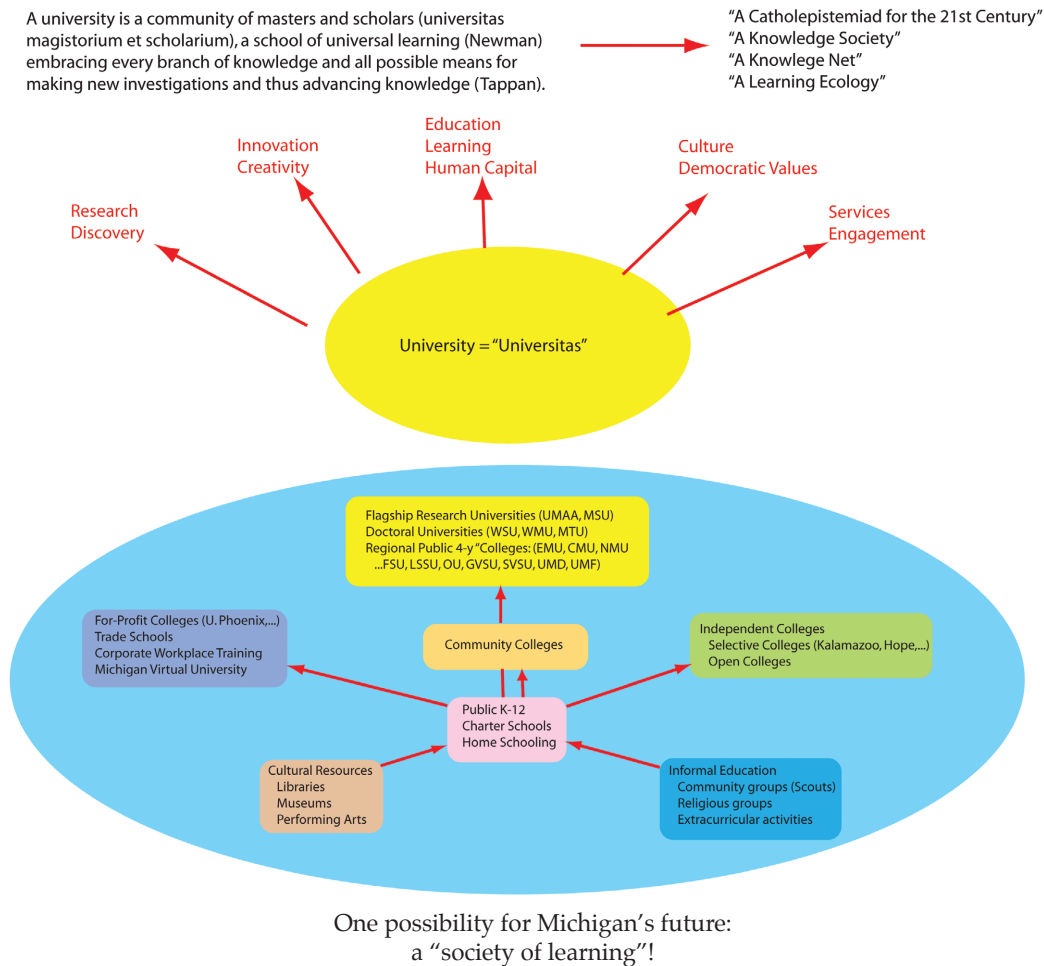 A university is a community of masters and scholars (universitas
magistorium et scholarium), a school of universal learning (Newman)
embracing every branch of knowledge and all possible means for
making new investigations and thus advancing knowledge (Tappan).
“A Catholepistemiad for the 21st Century”
“A Knowledge Society”
“A Knowlege Net”
“A Learning Ecology”
Research
Discovery
Innovation
Creativity
Education
Learning
Human Capital
Culture
Democratic Values
Services
Engagement
University = “Universitas”
Flagship Research Universities (UMAA, MSU)
Doctoral Universities (WSU, WMU, MTU)
Regional Public 4-y “Colleges: (EMU, CMU, NMU
...FSU, LSSU, OU, GVSU, SVSU, UMD, UMF)
For-Profit Colleges (U. Phoenix,...)
Trade Schools
Corporate Workplace Training
Michigan Virtual University
Community Colleges
Independent Colleges
Selective Colleges (Kalamazoo, Hope,...)
Open Colleges
Public K-12
Charter Schools
Home Schooling
Cultural Resources
Libraries
Museums
Performing Arts
Informal Education
Community groups (Scouts)
Religious groups
Extracurricular activities
One possibility for Michigan’s future:
a “society of learning”!